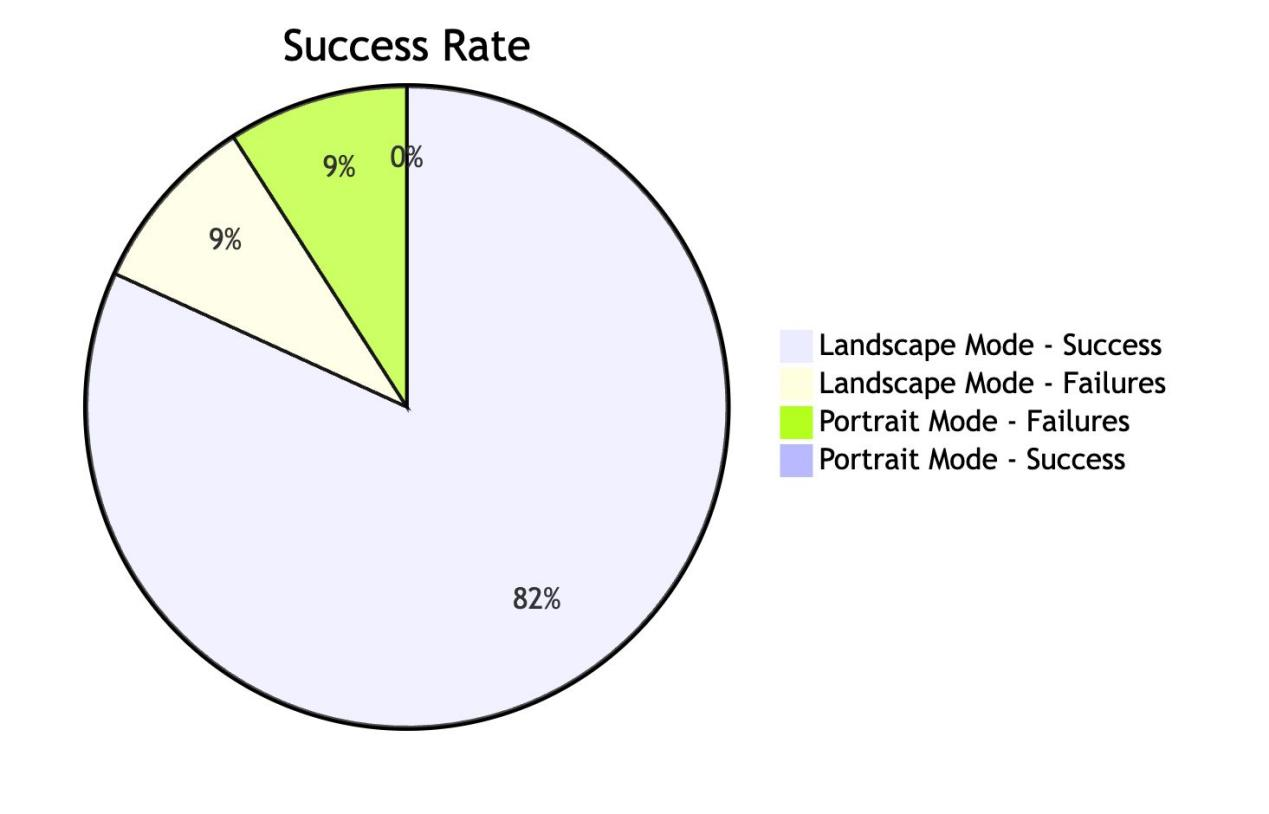 Success Rate
9%
0%
9%
82%
Landscape Mode - Success
Landscape Mode - Failures
Portrait Mode - Failures
Portrait Mode - Success